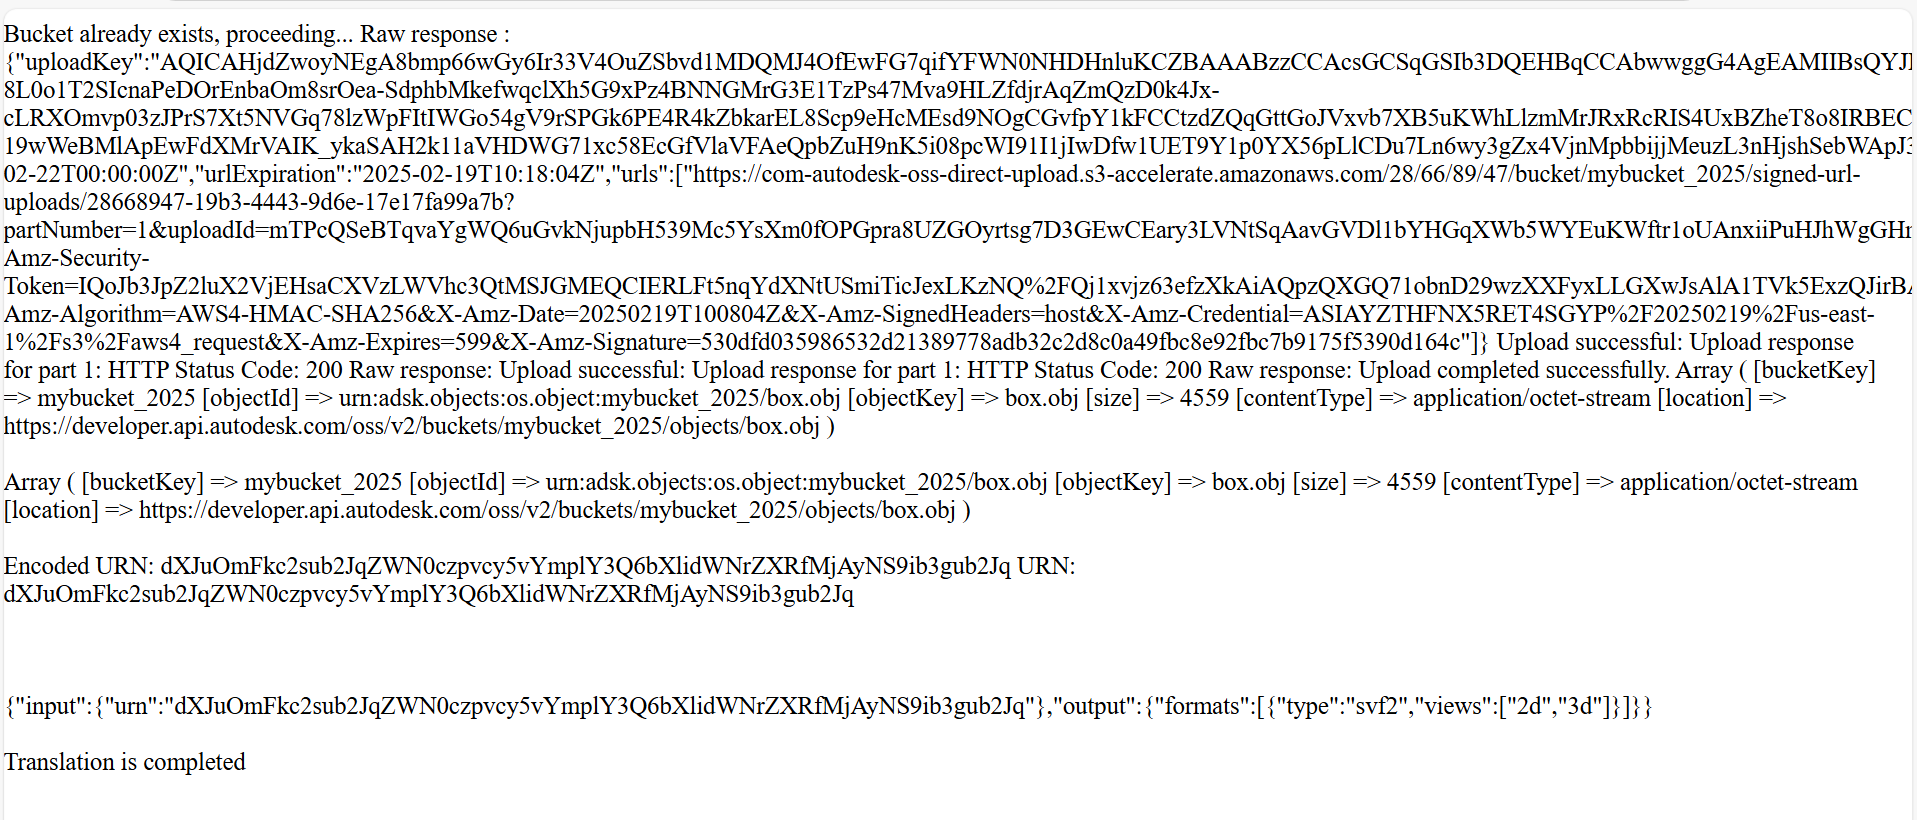 Bucket already exists, proceeding... Raw response :
{"uploadKey":"AQICAHjdZwoyNEgA8bmp66wGy6Ir33V4OuZSbvd1MDQMJ4OfEwFG7qifYFWN0NHDHnluKCZBAAABzzCCAcsGCSqGSIb3DQEHBqCCAbwwggG4AgEAMIIBsQYJ
8L0o1T2SIcnaPeDOrEnbaOm8srOea-SdphbMkefwqclXh5G9xPz4BNNGMrG3E1TzPs47Mva9HLZfdjrAqZmQzD0k4Jx-
cLRXOmvp03zJPrS7Xt5NVGq78lzWpFItIWGo54gV9rSPGk6PE4R4kZbkarEL8Scp9eHcMEsd9NOgCGvfpY1kFCCtzdZQqGttGoJVxvb7XB5uKWhLlzmMrJRxRcRIS4UxBZheT8o8IRBEC
19wWeBMlApEwFdXMrVAIK_ykaSAH2k11aVHDWG71xc58EcGfVlaVFAeQpbZuH9nK5i08pcWI91I1jIwDfw1UET9Y1p0YX56pLlCDu7Ln6wy3gZx4VjnMpbbijjMeuzL3nHjshSebWApJ3
02-22T00:00:00Z","urlExpiration":"2025-02-19T10:18:04Z","urls":["https://com-autodesk-oss-direct-upload.s3-accelerate.amazonaws.com/28/66/89/47/bucket/mybucket_2025/signed-url-
uploads/28668947-19b3-4443-9d6e-17e17fa99a7b?
partNumber=1&uploadId=mTPcQSeBTqvaYgWQ6uGvkNjupbH539Mc5YsXm0fOPGpra8UZGOyrtsg7D3GEwCEary3LVNtSqAavGVDl1bYHGqXWb5WYEuKWftr1oUAnxiiPuHJhWgGH
Amz-Security-
Token=IQoJb3JpZ2luX2VjEHsaCXVzLWVhc3QtMSJGMEQCIERLFt5nqYdXNtUSmiTicJexLKzNQ%2FQj1xvjz63efzXkAiAQpzQXGQ71obnD29wzXXFyxLLGXwJsAlA1TVk5ExzQJirB
Amz-Algorithm=AWS4-HMAC-SHA256&X-Amz-Date=20250219T100804Z&X-Amz-SignedHeaders=host&X-Amz-Credential=ASIAYZTHFNX5RET4SGYP%2F20250219%2Fus-east-
1%2Fs3%2Faws4_request&X-Amz-Expires=599&X-Amz-Signature=530dfd035986532d21389778adb32c2d8c0a49fbc8e92fbc7b9175f5390d164c"]} Upload successful: Upload response
for part 1: HTTP Status Code: 200 Raw response: Upload successful: Upload response for part 1: HTTP Status Code: 200 Raw response: Upload completed successfully. Array ( [bucketKey]
=> mybucket_2025 [objectId] => urn:adsk.objects:os.object:mybucket_2025/box.obj [objectKey] => box.obj [size] => 4559 [contentType] => application/octet-stream [location] =>
https://developer.api.autodesk.com/oss/v2/buckets/mybucket_2025/objects/box.obj )
Array ( [bucketKey] => mybucket_2025 [objectId] => urn:adsk.objects:os.object:mybucket_2025/box.obj [objectKey] => box.obj [size] => 4559 [contentType] => application/octet-stream
[location] => https://developer.api.autodesk.com/oss/v2/buckets/mybucket_2025/objects/box.obj )
Encoded URN: dXJuOmFkc2sub2JqZWN0czpvcy5vYmplY3Q6bXlidWNrZXRfMjAyNS9ib3gub2Jq URN:
dXJuOmFkc2sub2JqZWN0czpvcy5vYmplY3Q6bXlidWNrZXRfMjAyNS9ib3gub2Jq
{"input":{"urn":"dXJuOmFkc2sub2JqZWN0czpvcy5vYmplY3Q6bXlidWNrZXRfMjAyNS9ib3gub2Jq"},"output":{"formats":[{"type":"svf2","views":["2d","3d"]}]}}
Translation is completed